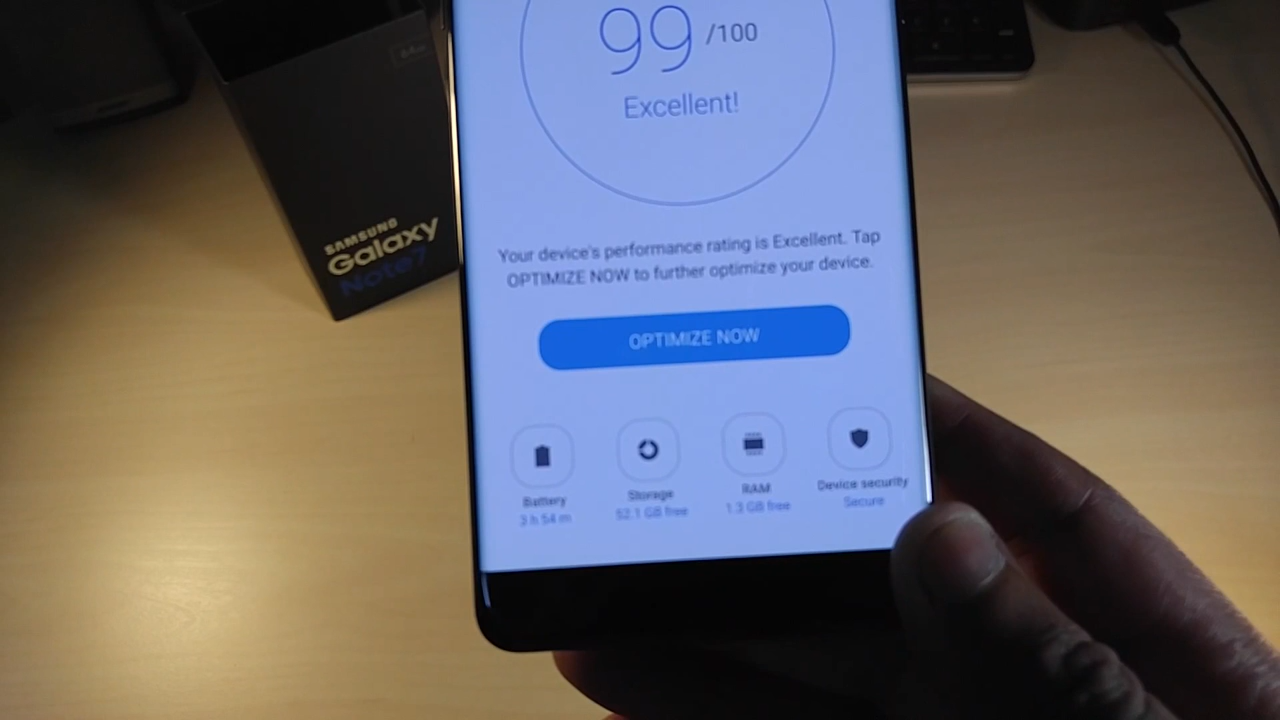 64GB
SAMSUNG
Galaxy
Note7
99 /100
Excellent!
Your device's performance rating is Excellent. Tap
OPTIMIZE NOW to further optimize your device.
OPTIMIZE NOW
Battery
3 h 54 m
Storage
52.1 GB free
RAM
1.3 GB free
Device security
Secure